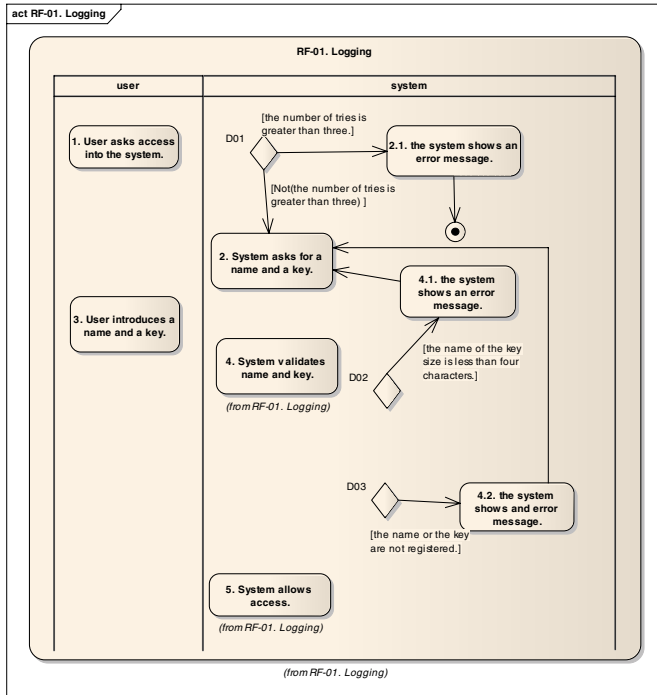 act RF-01. Logging
RF-01. Logging
user
system
1. User asks access
into the system.
D01
[the number of tries is
greater than three.]
2.1. the system shows an
error message.
[Not(the number of tries is
greater than three) ]
2. System asks for a
name and a key.
3. User introduces a
name and a key.
4.1. the system
shows an error
message.
4. System validates
name and key.
(from RF-01. Logging)
D02
[the name of the key
size is less than four
characters.]
D03
4.2. the system
shows and error
message.
[the name or the key
are not registered.]
5. System allows
access.
(from RF-01. Logging)
(from RF-01. Logging)